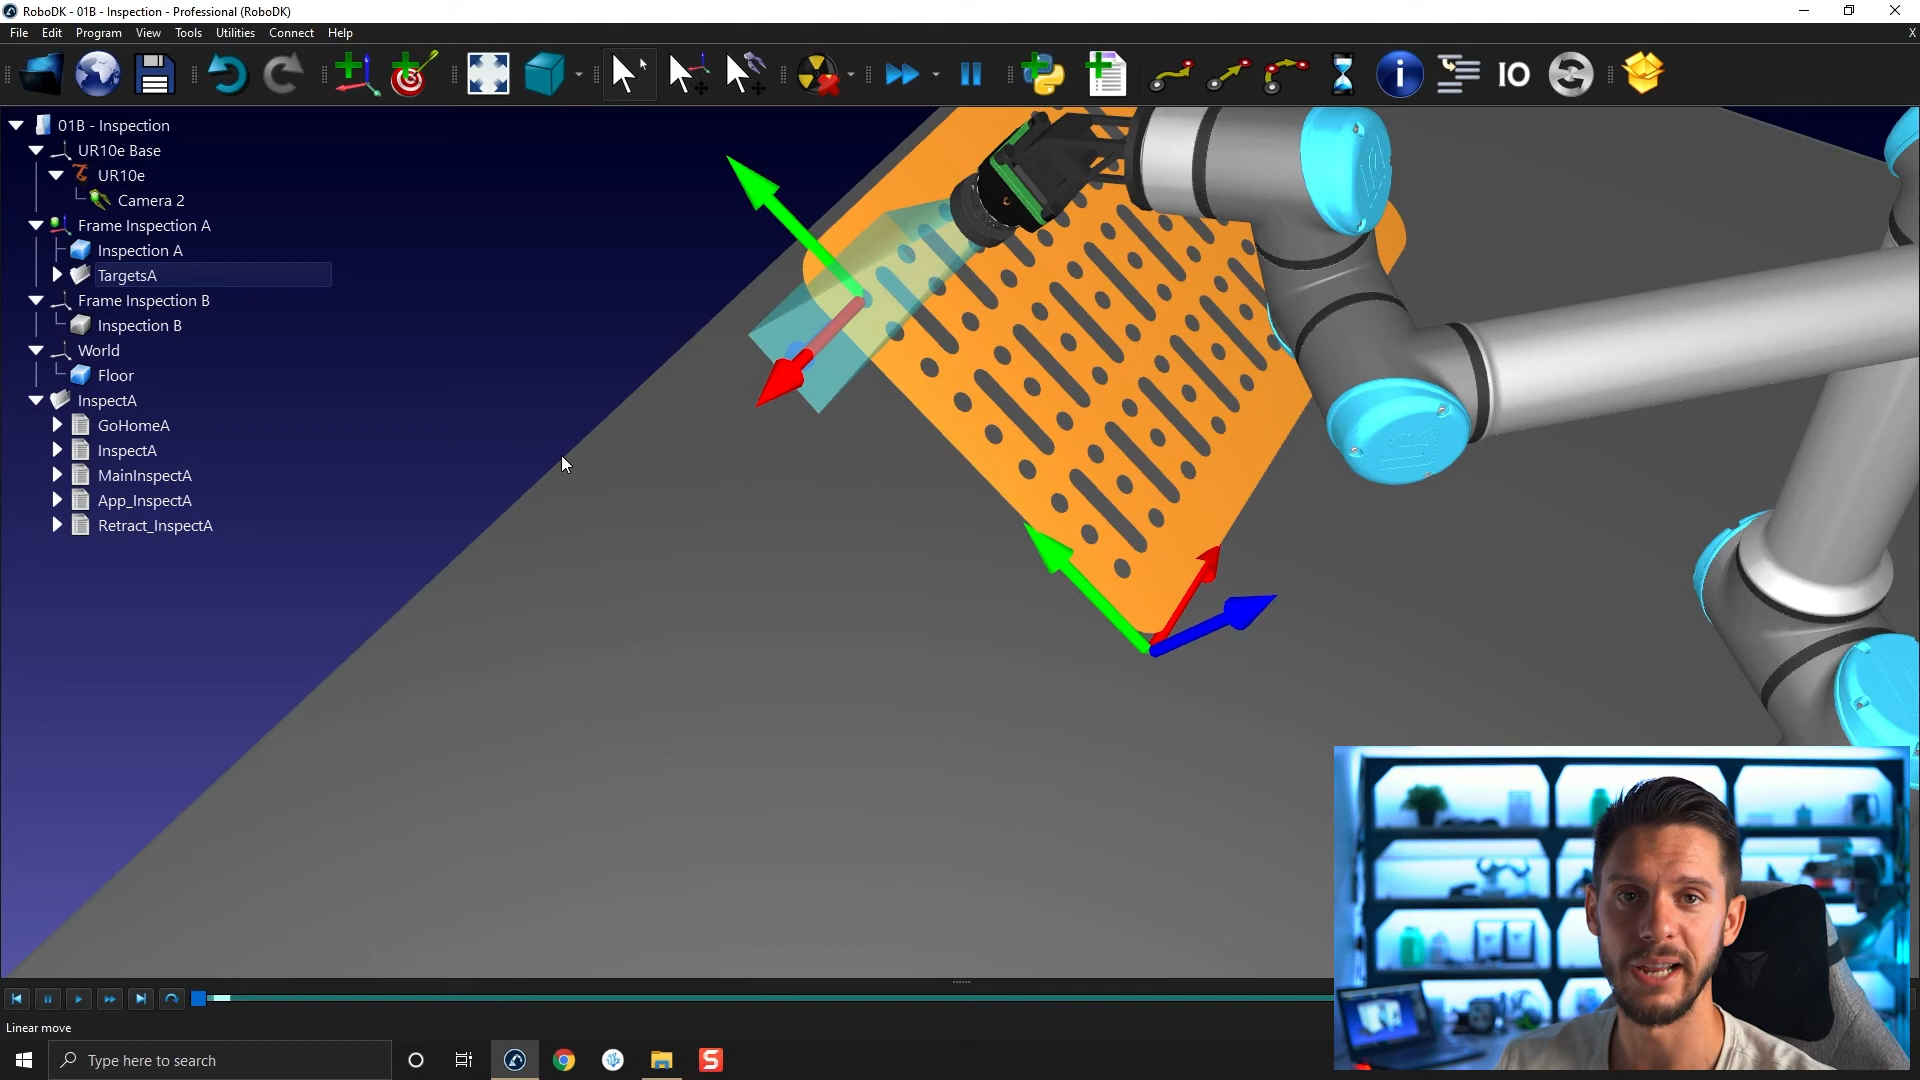 RoboDK - 01B - Inspection - Professional (RoboDK)
File Edit Program View Tools Utilities Connect Help
X
IO
01B - Inspection
UR10e Base
UR10e
Camera 2
Frame Inspection A
Inspection A
TargetsA
Frame Inspection B
Inspection B
World
Floor
InspectA
GoHomeA
InspectA
MainInspectA
App_InspectA
Retract_InspectA
Linear move
Type here to search